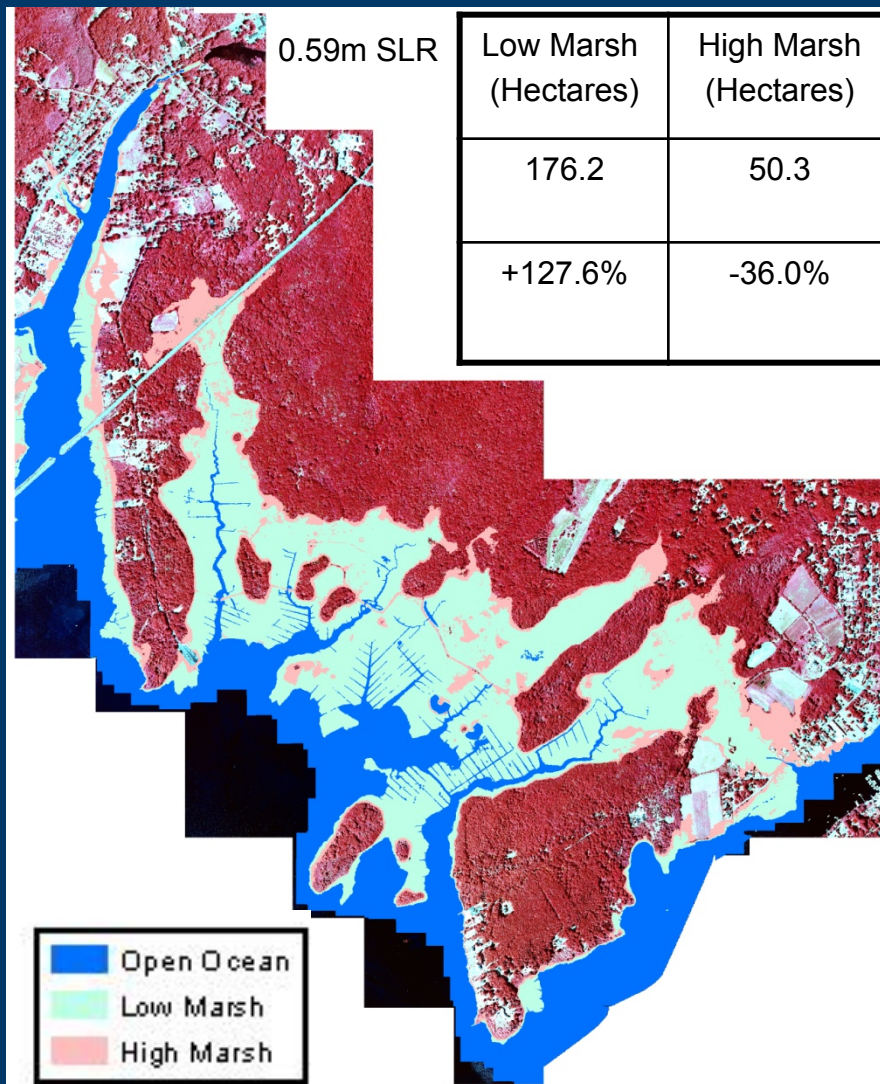 0.59m SLR
Low Marsh
(Hectares)
High Marsh
(Hectares)
176.2
50.3
+127.6%
-36.0%
Open Ocean
Low Marsh
High Marsh